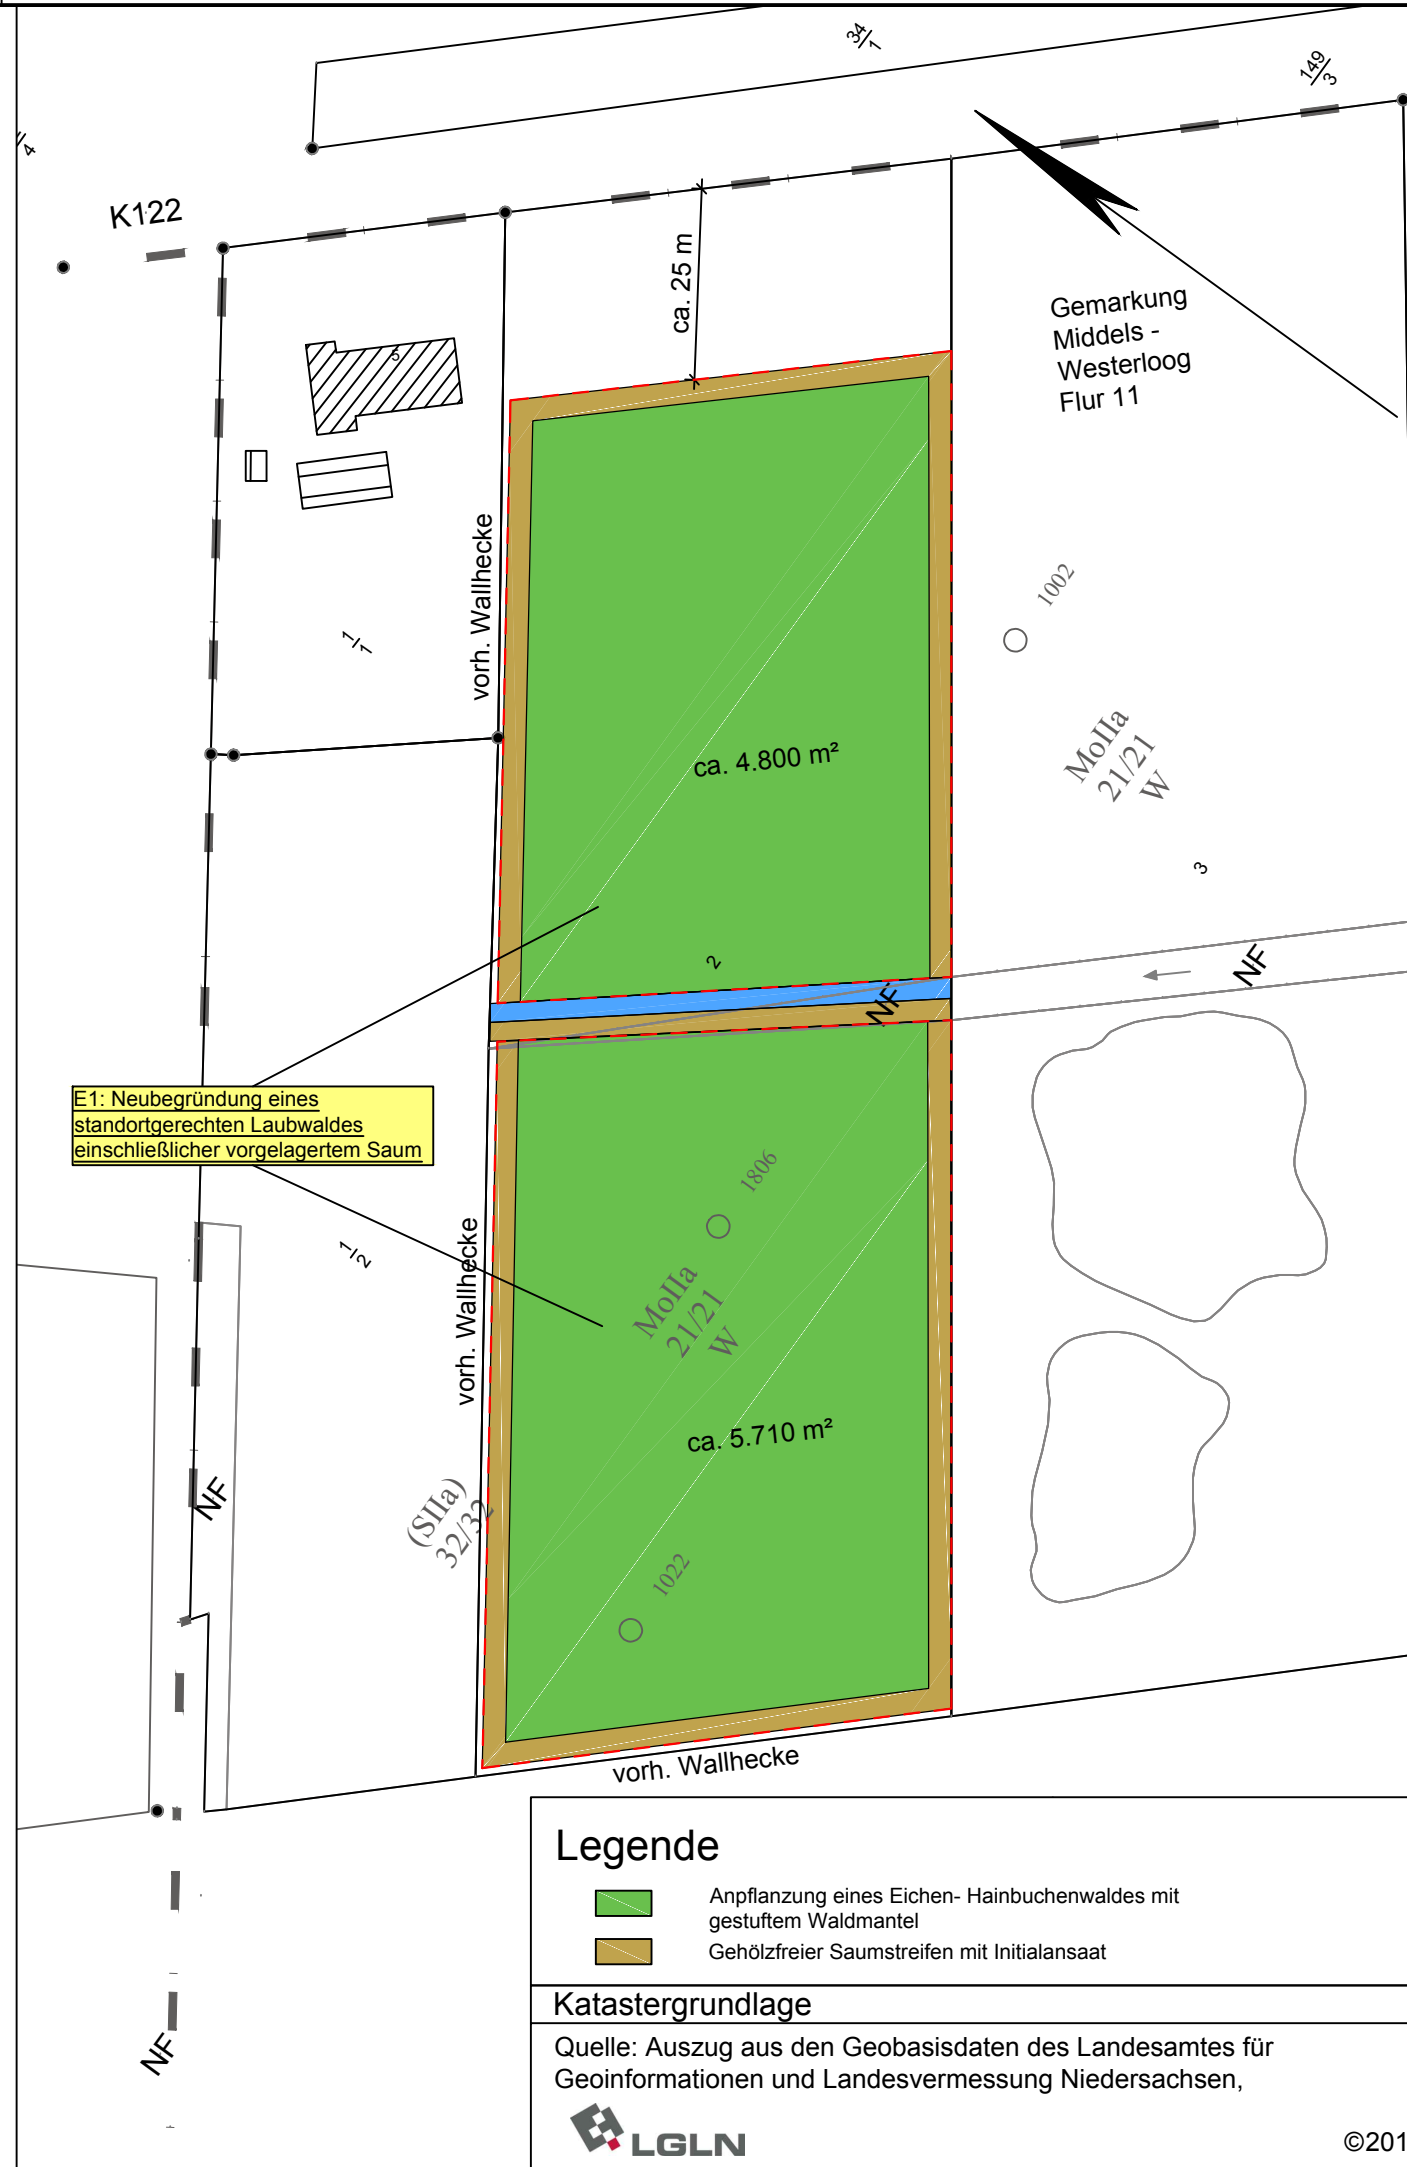 34/1
149/3
4
K122
ca. 25 m
Gemarkung
Middels -
Westerloog
Flur 11
5
vorh. Wallhecke
1/1
1002
MoIIa
21/21
W
ca. 4.800 m²
3
2
NF
NF
E1: Neubegründung eines
standortgerechten Laubwaldes
einschließlicher vorgelagertem Saum
1806
1/2
vorh. Wallhecke
MoIIa
21/21
W
ca. 5.710 m²
NF
(SIIa)
32/32
1022
vorh. Wallhecke
Legende
Anpflanzung eines Eichen- Hainbuchenwaldes mit
gestuftem Waldmantel
Gehölzfreier Saumstreifen mit Initialansaat
Katastergrundlage
Quelle: Auszug aus den Geobasisdaten des Landesamtes für
Geoinformationen und Landesvermessung Niedersachsen,
NF
LGLN
©201